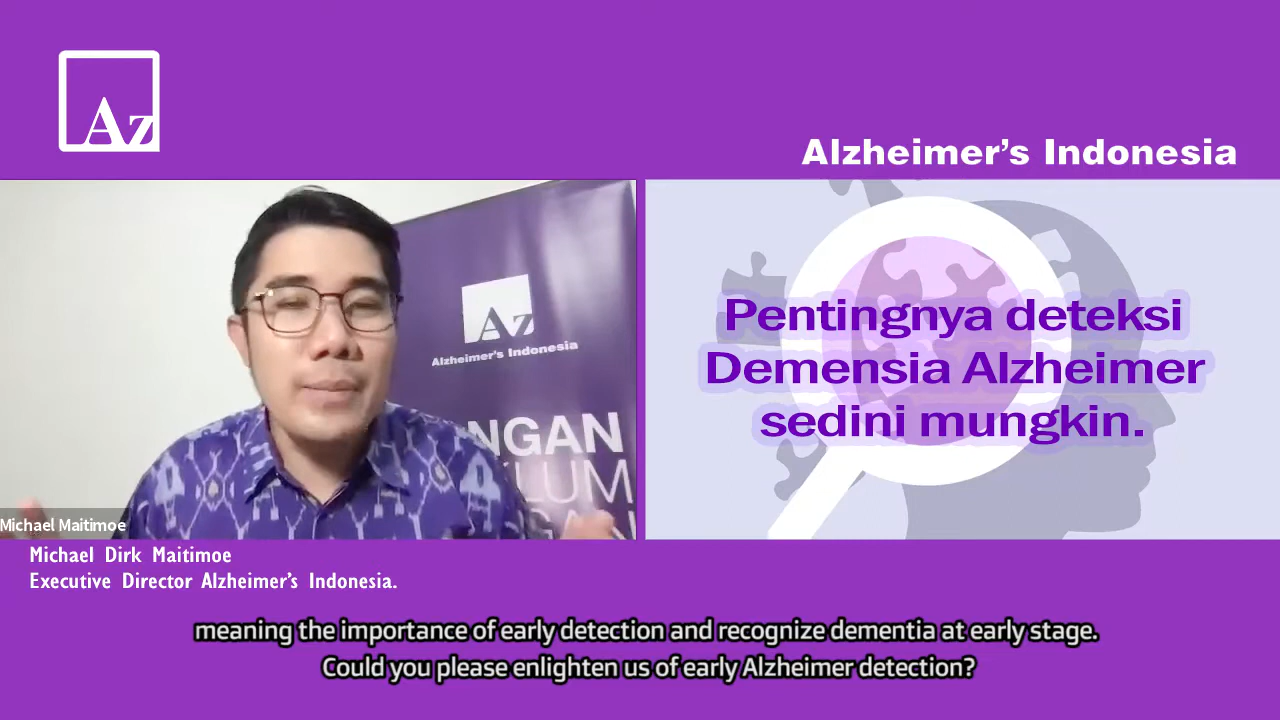 Az
Alzheimer's Indonesia
Az
Alzheimer's Indonesia
NGAN
KLUM
Pentingnya deteksi
Demensia Alzheimer
sedini mungkin.
Michael Maitimoe
Michael Dirk Maitimoe
Executive Director Alzheimer's Indonesia.
meaning the importance of early detection and recognize dementia at early stage.
Could you please enlighten us of early Alzheimer detection?